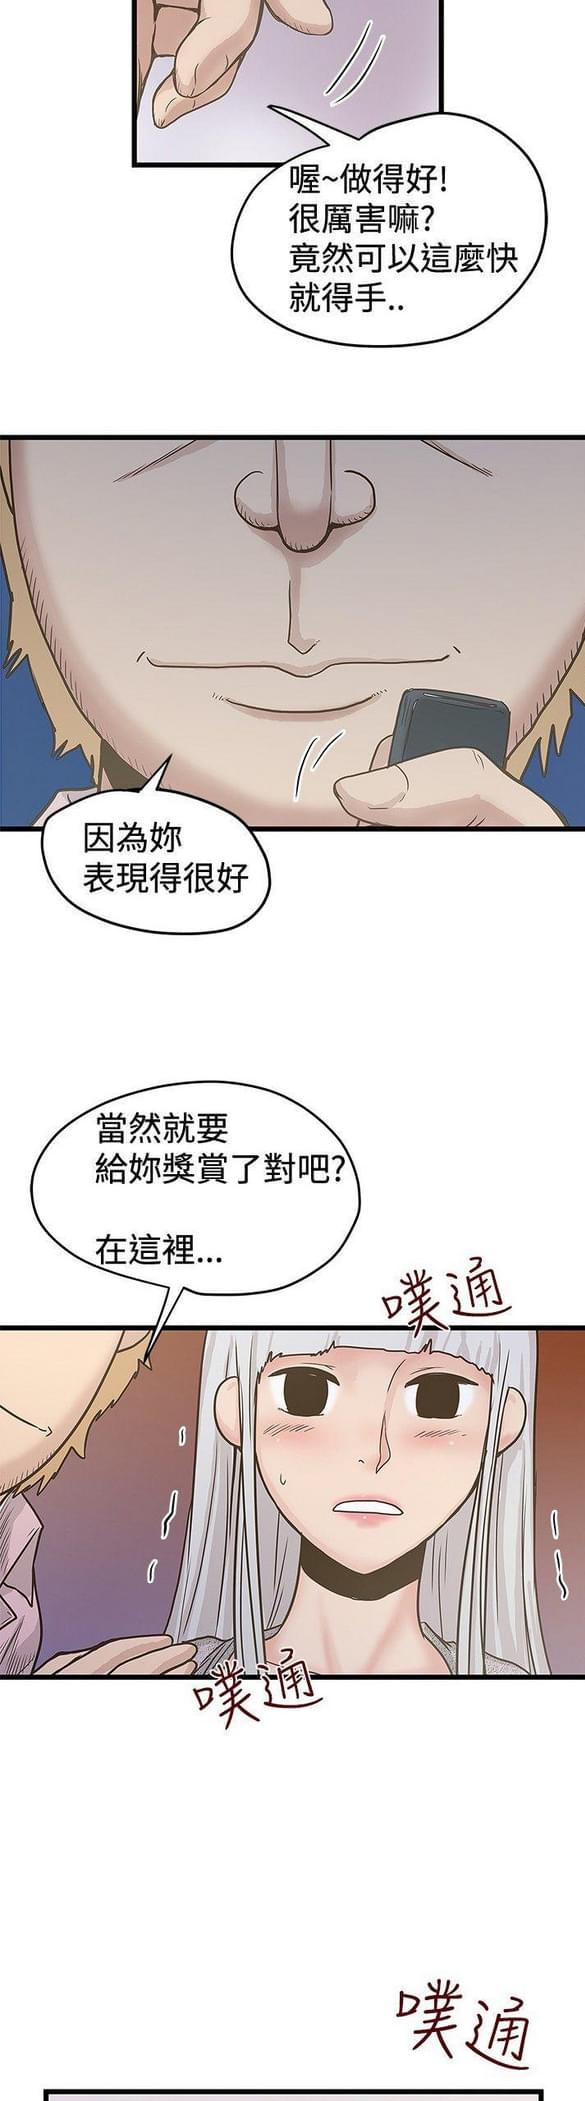 喔~做得好!
很厲害嘛?
竟然可以這麼快
就得手..
因為妳
表現得很好
當然就要
給妳獎賞了對吧?
在這裡...
噗通
噗通
噗通